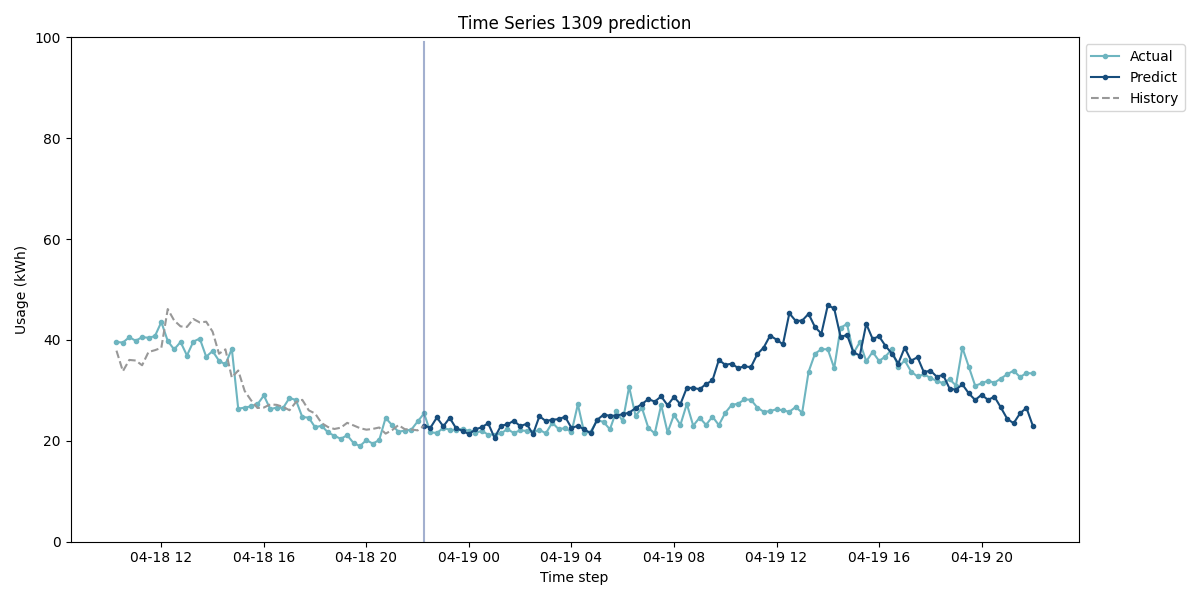 Time Series 1309 prediction
100
80
60
40
20
0
Usage (kWh)
04-18 12
04-18 16
04-18 20
04-19 00
04-19 04
04-19 08
04-19 12
04-19 16
04-19 20
Time step
Actual
Predict
History